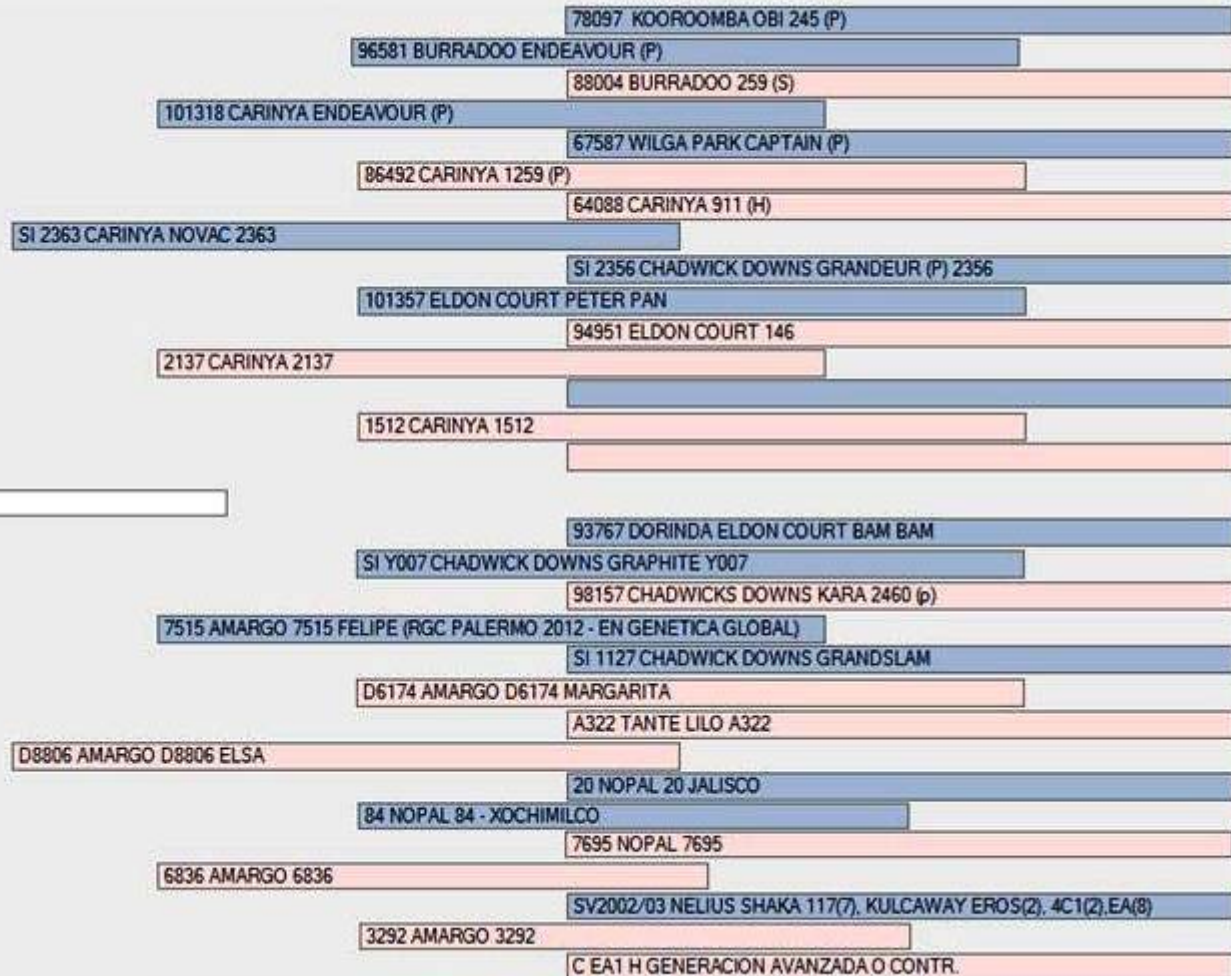 78097 KOOROOMBA OBI 245 (P)
96581 BURRADOO ENDEAVOUR (P)
88004 BURRADOO 259 (S)
101318 CARINYA ENDEAVOUR (P)
67587 WILGA PARK CAPTAIN (P)
86492 CARINYA 1259 (P)
64088 CARINYA 911 (H)
SI 2363 CARINYA NOVAC 2363
SI 2356 CHADWICK DOWNS GRANDEUR (P) 2356
101357 ELDON COURT PETER PAN
94951 ELDON COURT 146
2137 CARINYA 2137
1512 CARINYA 1512
93767 DORINDA ELDON COURT BAM BAM
SI Y007 CHADWICK DOWNS GRAPHITE Y007
98157 CHADWICKS DOWNS KARA 2460 (p)
7515 AMARGO 7515 FELIPE (RGC PALERMO 2012 - EN GENETICA GLOBAL)
SI 1127 CHADWICK DOWNS GRANDSLAM
D6174 AMARGO D6174 MARGARITA
A322 TANTE LILO A322
D8806 AMARGO D8806 ELSA
20 NOPAL 20 JALISCO
84 NOPAL 84 - XOCHIMILCO
7695 NOPAL 7695
6836 AMARGO 6836
SV2002/03 NELIUS SHAKA 117(7), KULCAWAY EROS(2), 4C1(2),EA(8)
3292 AMARGO 3292
C EA1 H GENERACION AVANZADA O CONTR.